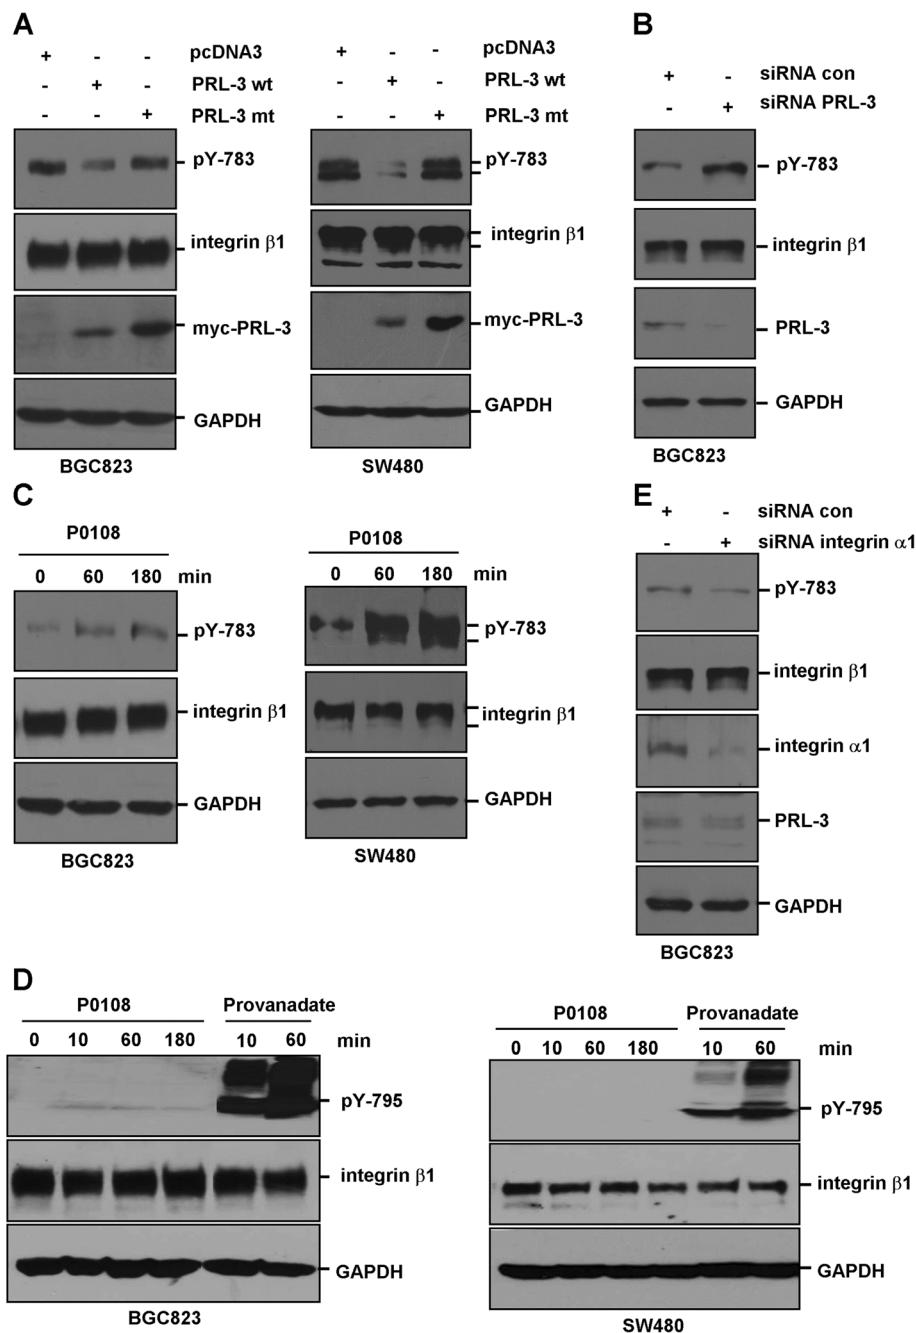 A
+ - - pcDNA3
- + - PRL-3 wt
- - + PRL-3 mt
pY-783
integrin β1
myc-PRL-3
GAPDH
BGC823
+ - - pcDNA3
- + - PRL-3 wt
- - + PRL-3 mt
pY-783
integrin β1
myc-PRL-3
GAPDH
SW480
B
+ - siRNA con
- + siRNA PRL-3
pY-783
integrin β1
PRL-3
GAPDH
BGC823
C
P0108
0 60 180 min
pY-783
integrin β1
GAPDH
BGC823
P0108
0 60 180 min
pY-783
integrin β1
GAPDH
SW480
E
+ - siRNA con
- + siRNA integrin α1
pY-783
integrin β1
integrin α1
PRL-3
GAPDH
BGC823
D
P0108 Provanadate
0 10 60 180 10 60 min
pY-795
integrin β1
GAPDH
BGC823
P0108 Provanadate
0 10 60 180 10 60 min
pY-795
integrin β1
GAPDH
SW480